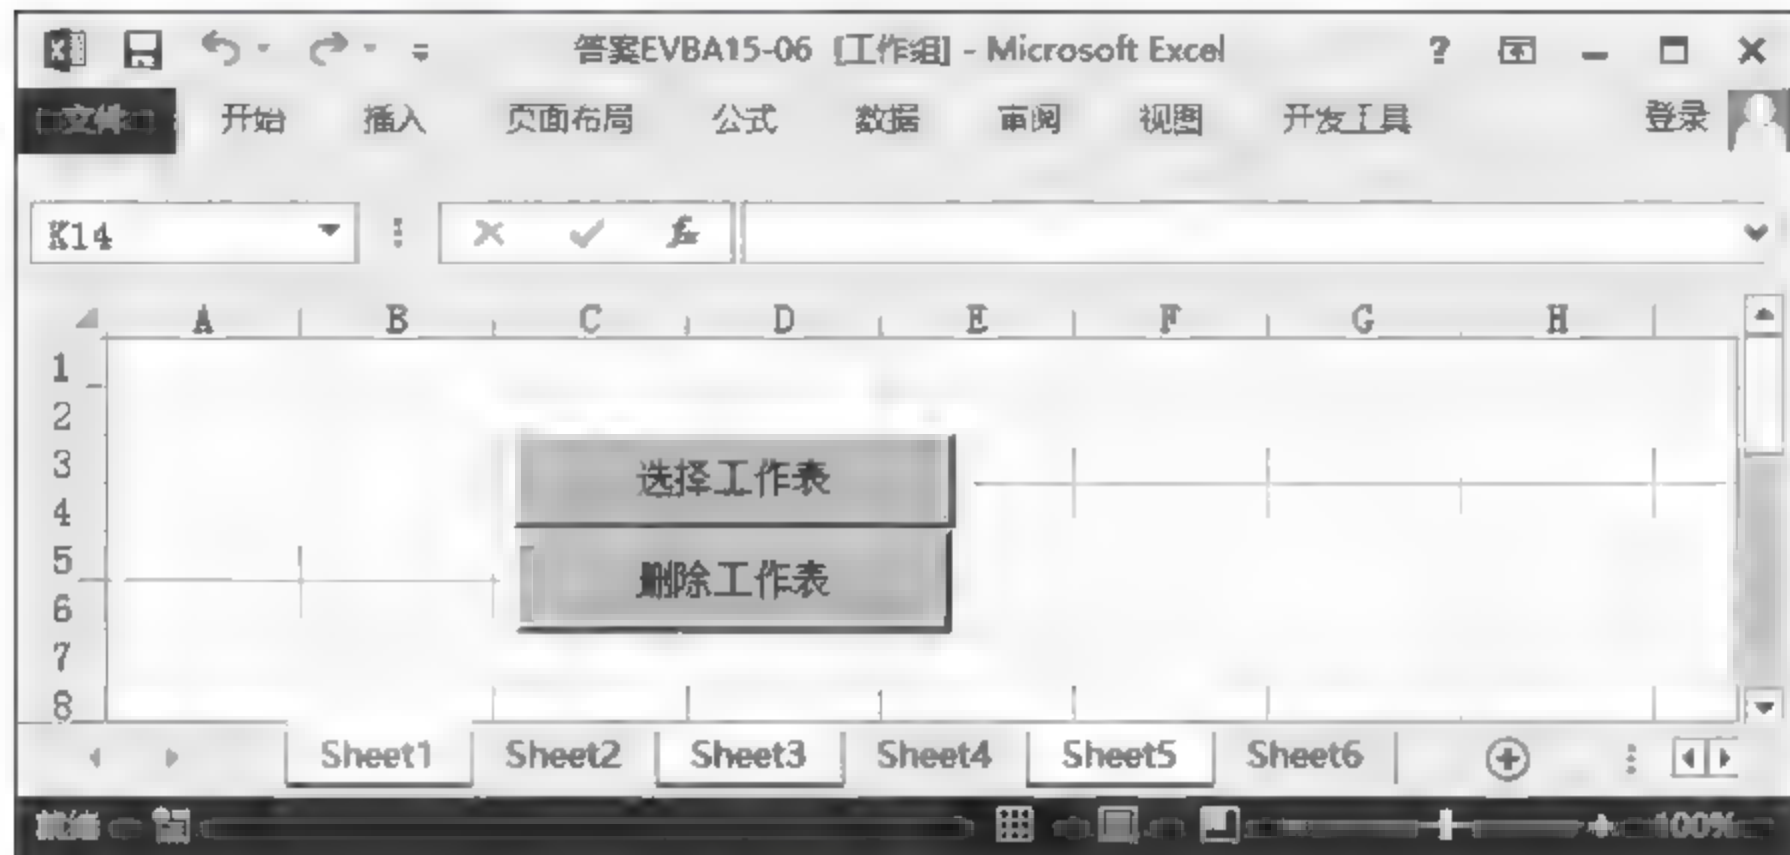 答案EVBA15-06 [工作组] - Microsoft Excel ?
文件 开始 插入 页面布局 公式 数据 审阅 视图 开发工具 登录
K14 fx
A B C D E F G H
1
2
3 选择工作表
4
5 删除工作表
6
7
8
Sheet1 Sheet2 Sheet3 Sheet4 Sheet5 Sheet6
就绪 100%